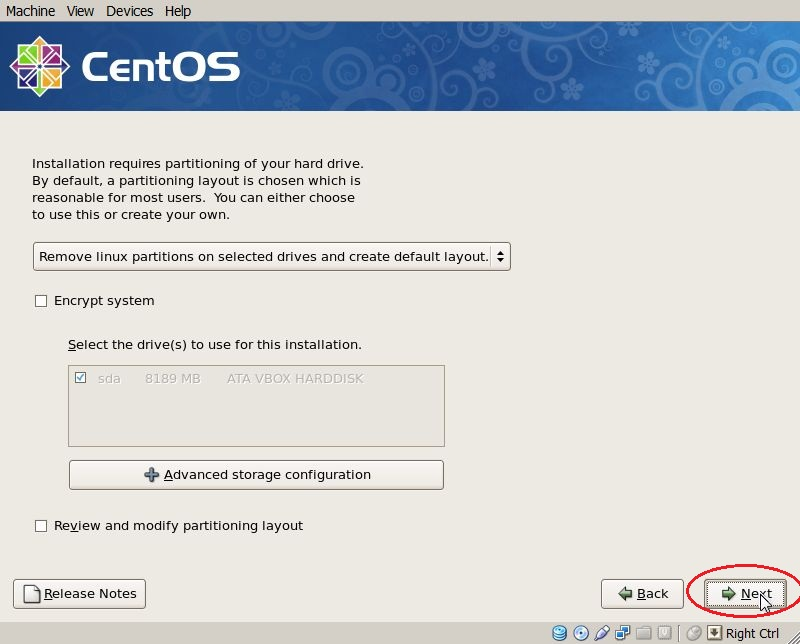 Machine View Devices Help
CentOS
Installation requires partitioning of your hard drive.
By default, a partitioning layout is chosen which is
reasonable for most users. You can either choose
to use this or create your own.
Remove linux partitions on selected drives and create default layout.
Encrypt system
Select the drive(s) to use for this installation.
sda 8189 MB ATA VBOX HARDDISK
Advanced storage configuration
Review and modify partitioning layout
Release Notes Back Next
Right Ctrl